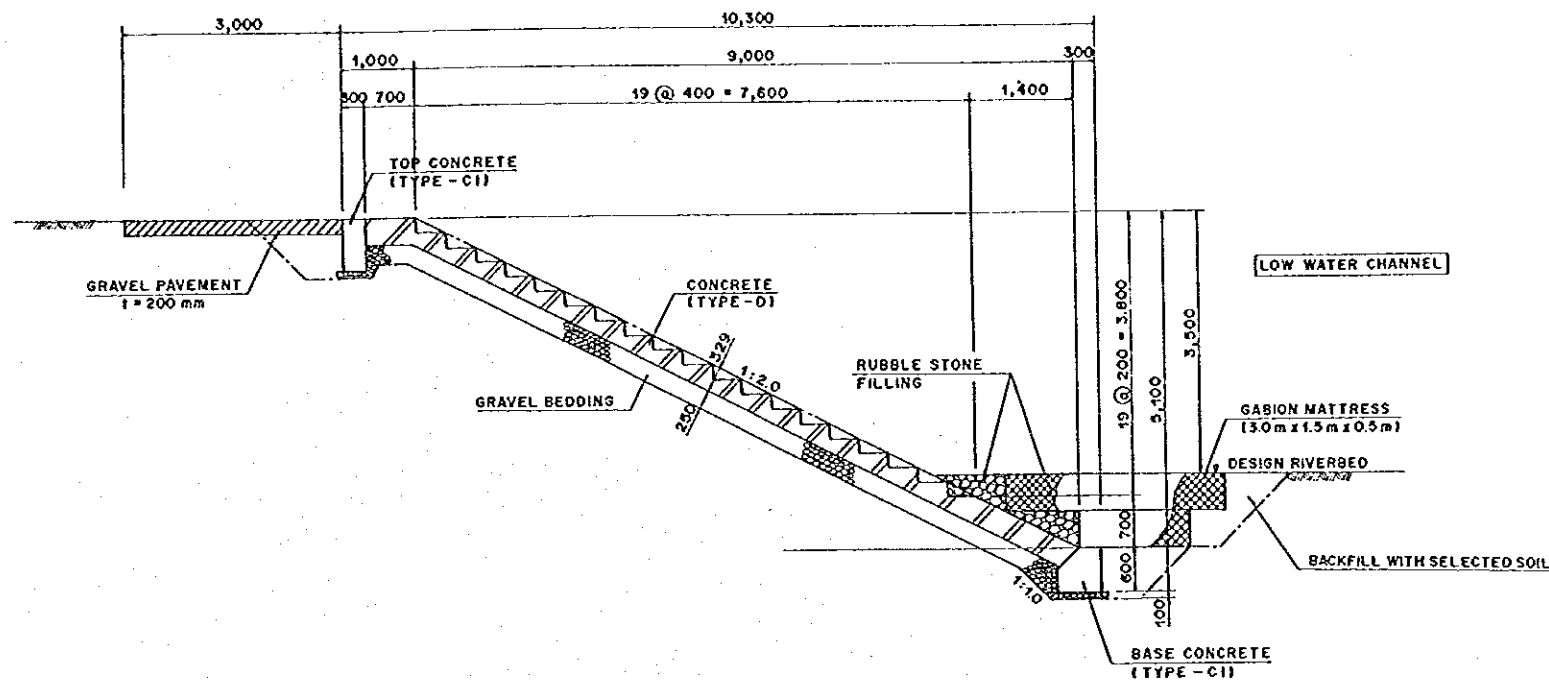 3,000
10,300
1,000
9,000
300
300 700
19 @ 400 = 7,600
1,400
TOP CONCRETE
(TYPE-C1)
GRAVEL PAVEMENT
t = 200 mm
CONCRETE
(TYPE-D)
329
1:2.0
250
GRAVEL BEDDING
RUBBLE STONE
FILLING
19 @ 200 = 3.800
5,100
3,500
LOW WATER CHANNEL
GABION MATTRESS
(3.0m x 1.5m x 0.5m)
DESIGN RIVERBED
700
600
100
1:1.0
BACKFILL WITH SELECTED SOIL
BASE CONCRETE
(TYPE-C1)